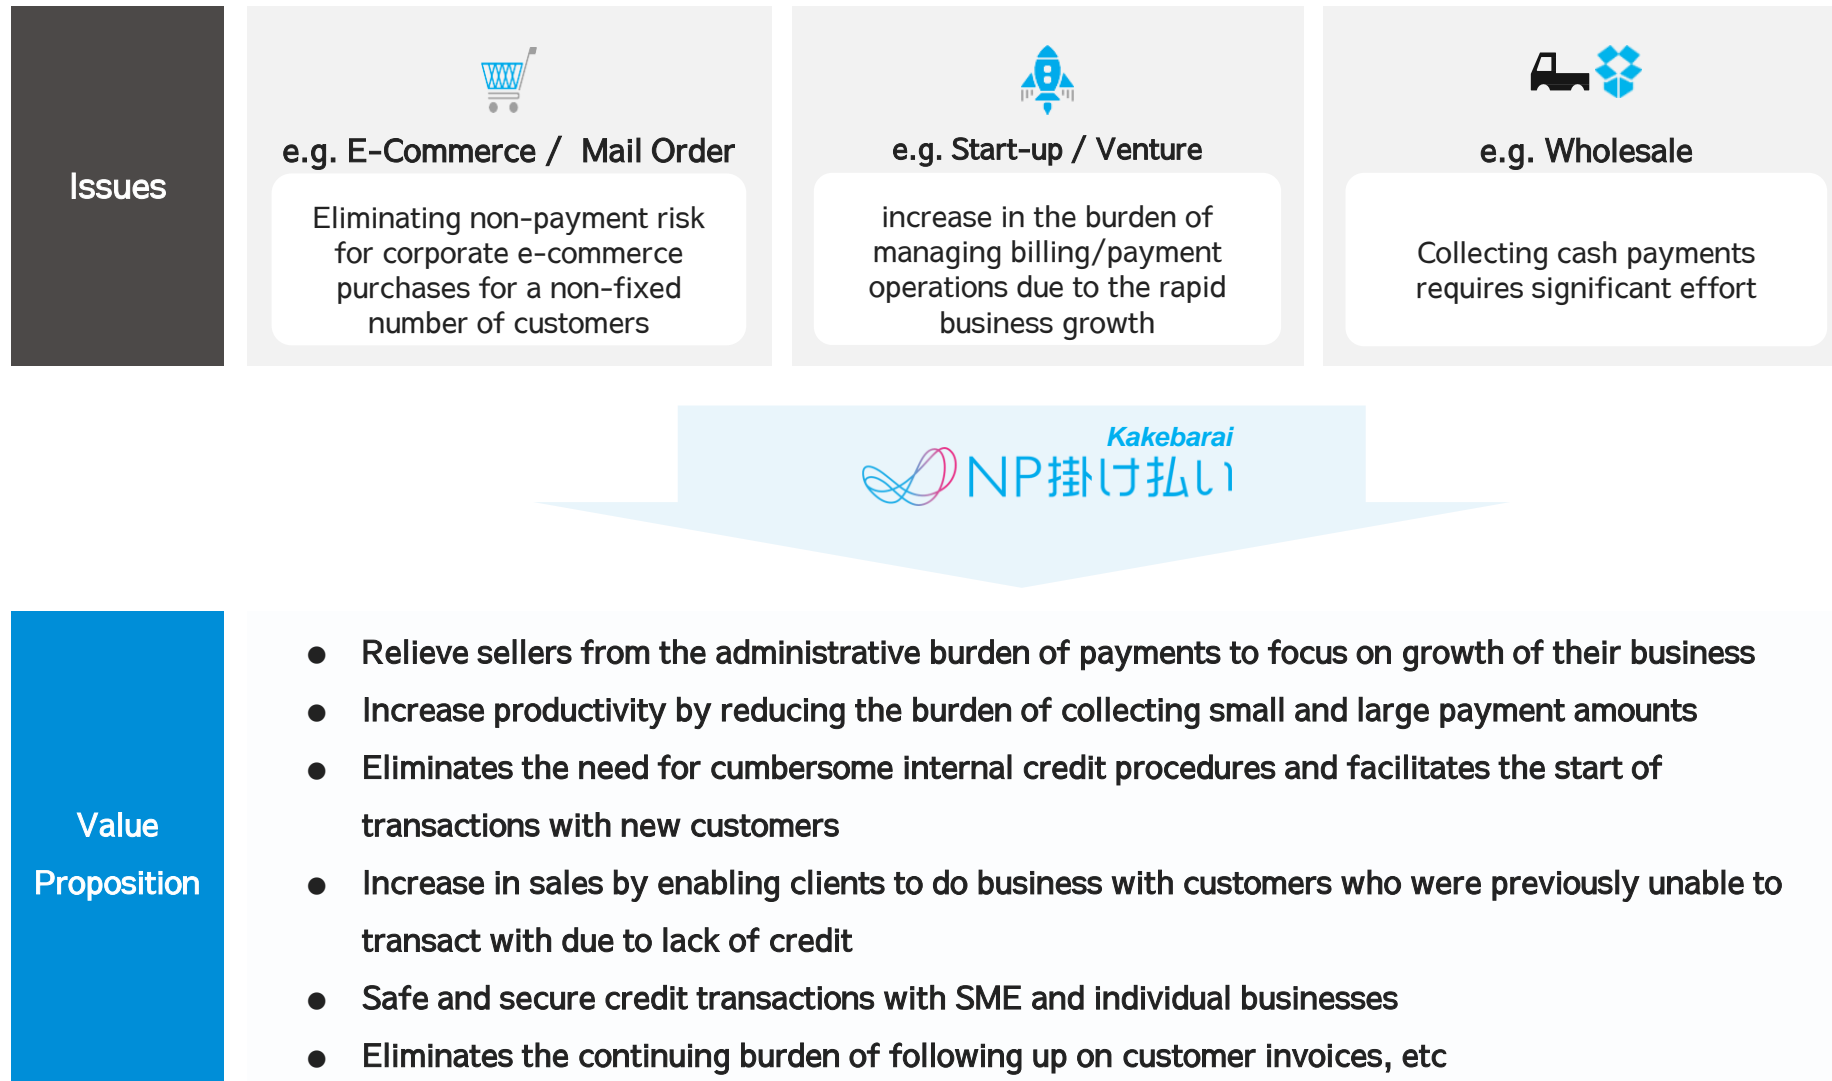 Issues
e.g. E-Commerce / Mail Order
Eliminating non-payment risk
for corporate e-commerce
purchases for a non-fixed
number of customers
e.g. Start-up / Venture
increase in the burden of
managing billing/payment
operations due to the rapid
business growth
e.g. Wholesale
Collecting cash payments
requires significant effort
Kakebarai
NP掛け払い
Value
Proposition
● Relieve sellers from the administrative burden of payments to focus on growth of their business
● Increase productivity by reducing the burden of collecting small and large payment amounts
● Eliminates the need for cumbersome internal credit procedures and facilitates the start of
transactions with new customers
● Increase in sales by enabling clients to do business with customers who were previously unable to
transact with due to lack of credit
● Safe and secure credit transactions with SME and individual businesses
● Eliminates the continuing burden of following up on customer invoices, etc